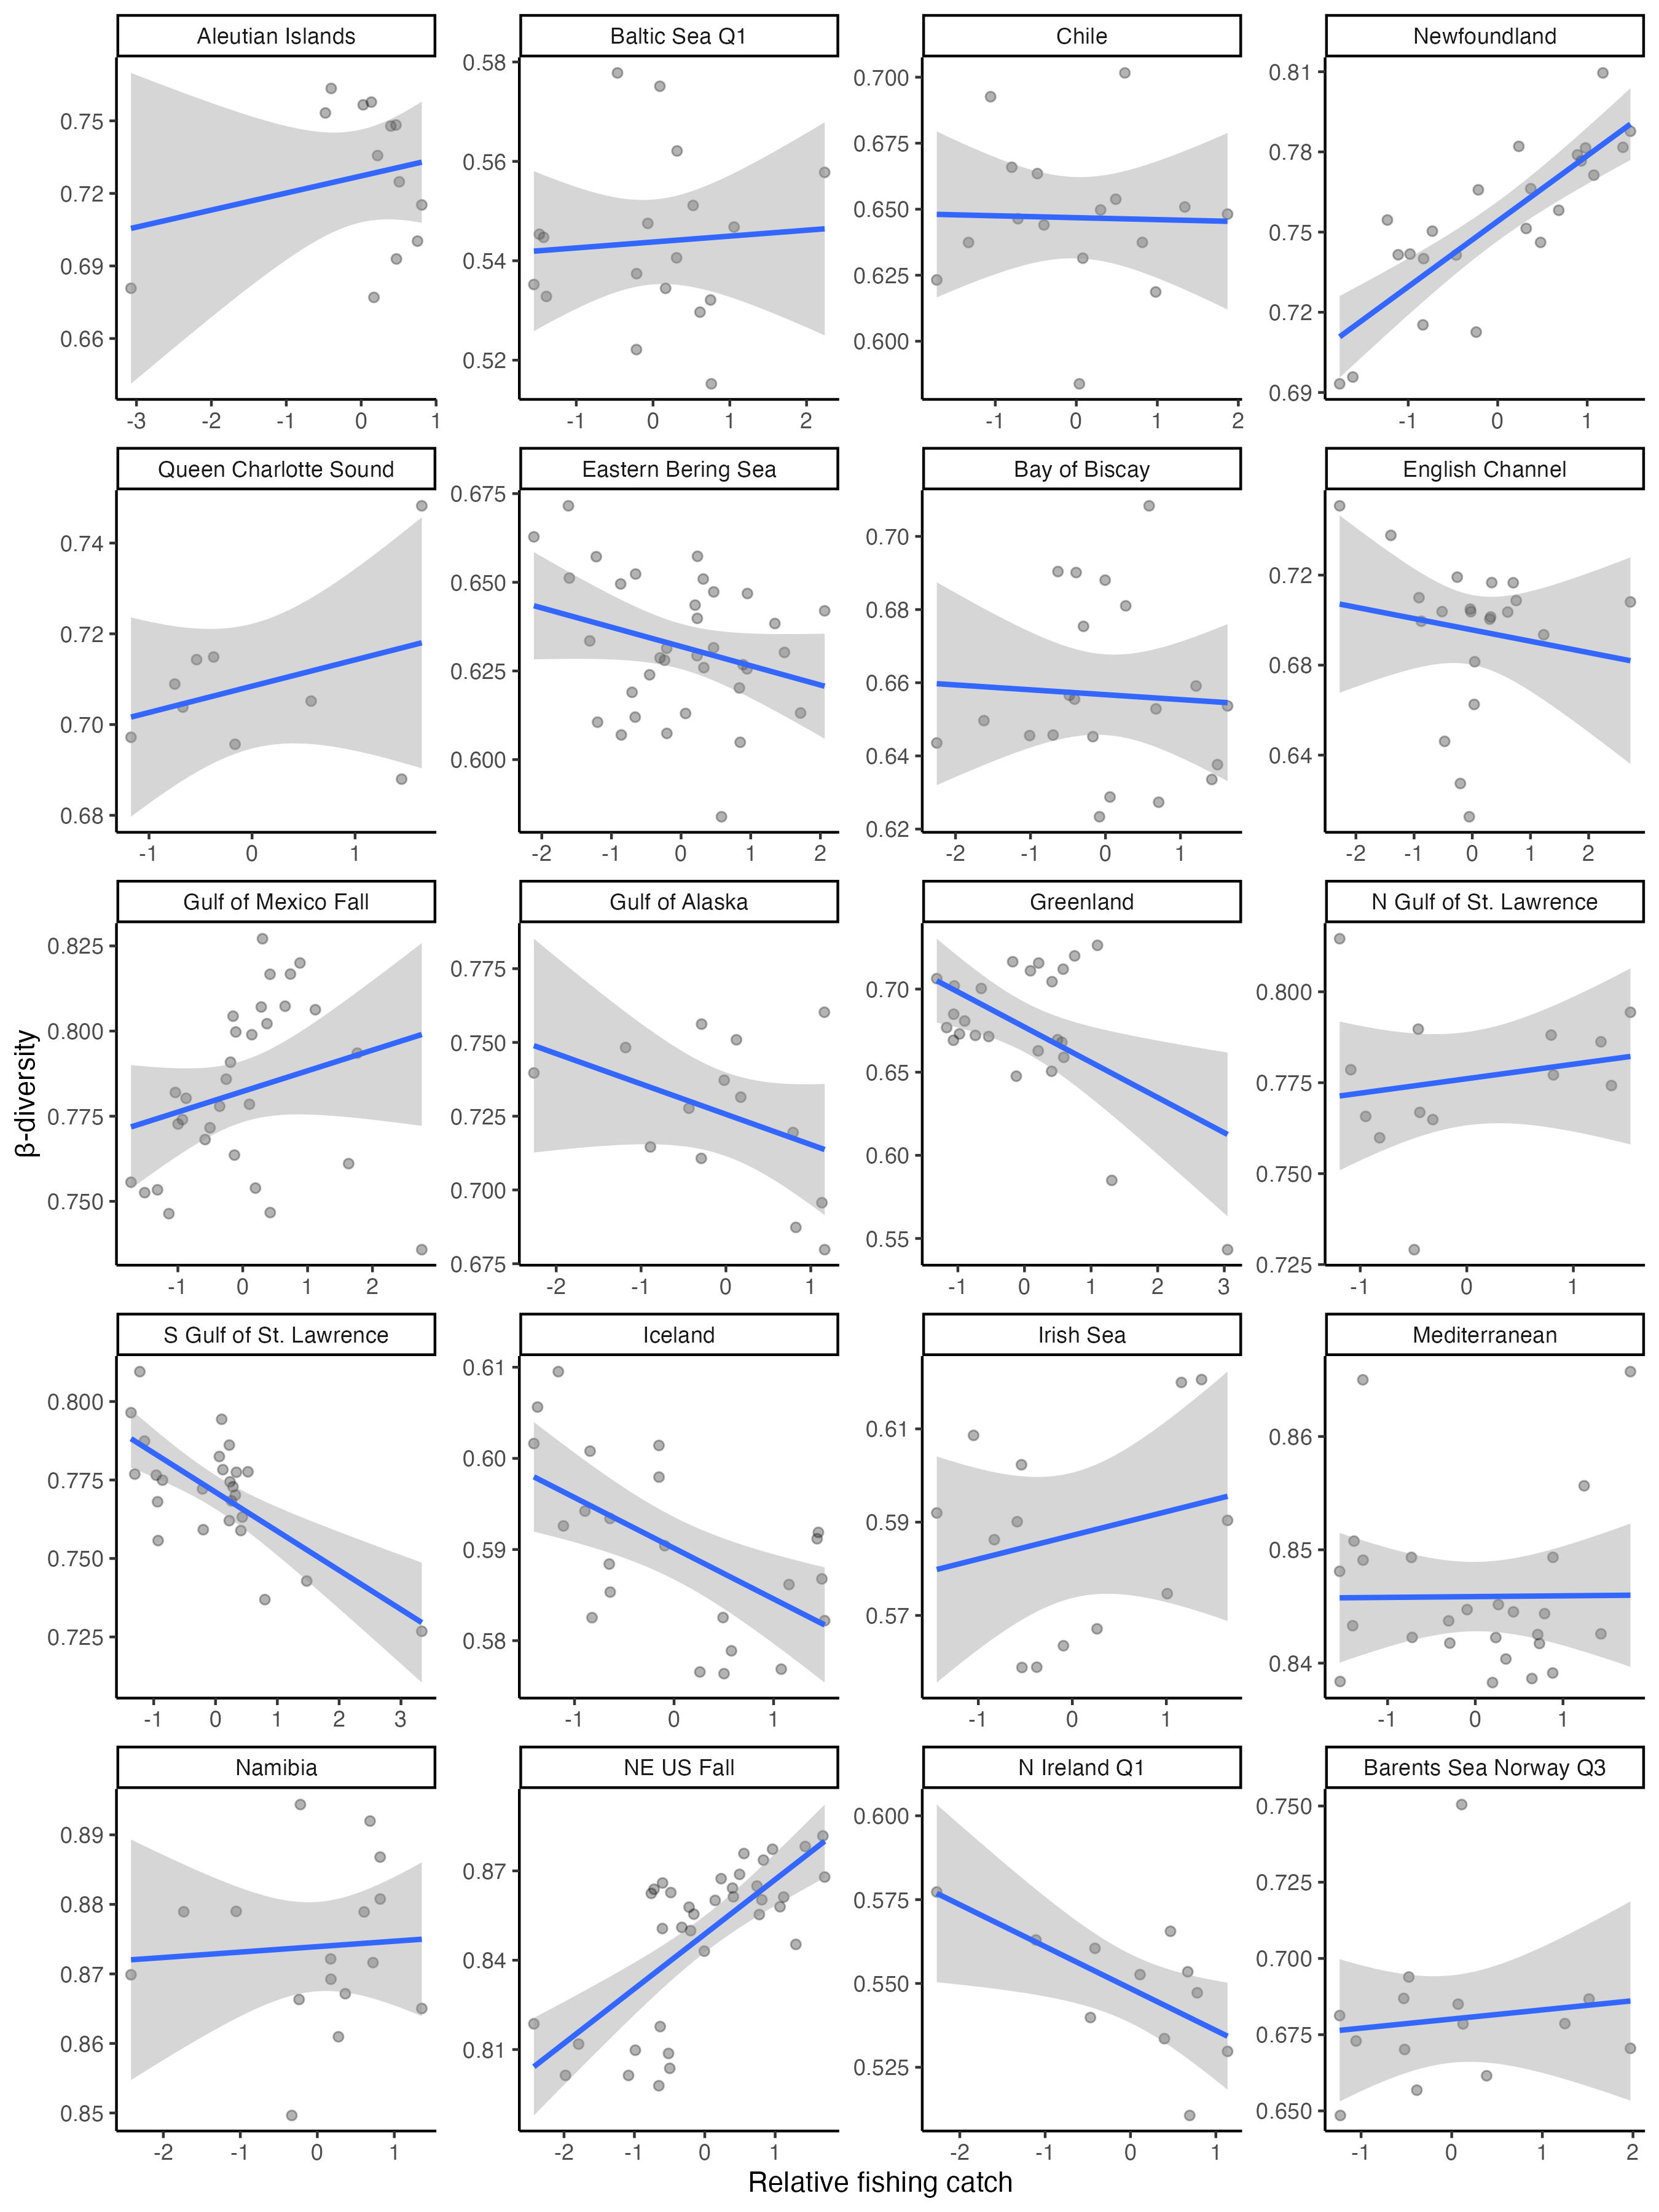 Aleutian Islands Baltic Sea Q1 Chile Newfoundland
0.75 0.72 0.69 0.66
0.58 0.56 0.54 0.52
0.700 0.675 0.650 0.625 0.600
0.81 0.78 0.75 0.72 0.69
-3 -2 -1 0 1 -1 0 1 2 -1 0 1 2 -1 0 1
Queen Charlotte Sound Eastern Bering Sea Bay of Biscay English Channel
0.74 0.72 0.70 0.68
0.675 0.650 0.625 0.600
0.70 0.68 0.66 0.64 0.62
0.72 0.68 0.64
-1 0 1 -2 -1 0 1 2 -2 -1 0 1 -2 -1 0 1 2
Gulf of Mexico Fall Gulf of Alaska Greenland N Gulf of St. Lawrence
0.825 0.800 0.775 0.750
0.775 0.750 0.725 0.700 0.675
0.70 0.65 0.60 0.55
0.800 0.775 0.750 0.725
-1 0 1 2 -2 -1 0 1 -1 0 1 2 3 -1 0 1
β-diversity
S Gulf of St. Lawrence Iceland Irish Sea Mediterranean
0.800 0.775 0.750 0.725
0.61 0.60 0.59 0.58
0.61 0.59 0.57
0.86 0.85 0.84
-1 0 1 2 3 -1 0 1 -1 0 1 -1 0 1
Namibia NE US Fall N Ireland Q1 Barents Sea Norway Q3
0.89 0.88 0.87 0.86 0.85
0.87 0.84 0.81
0.600 0.575 0.550 0.525
0.750 0.725 0.700 0.675 0.650
-2 -1 0 1 -2 -1 0 1 -2 -1 0 1 -1 0 1 2
Relative fishing catch